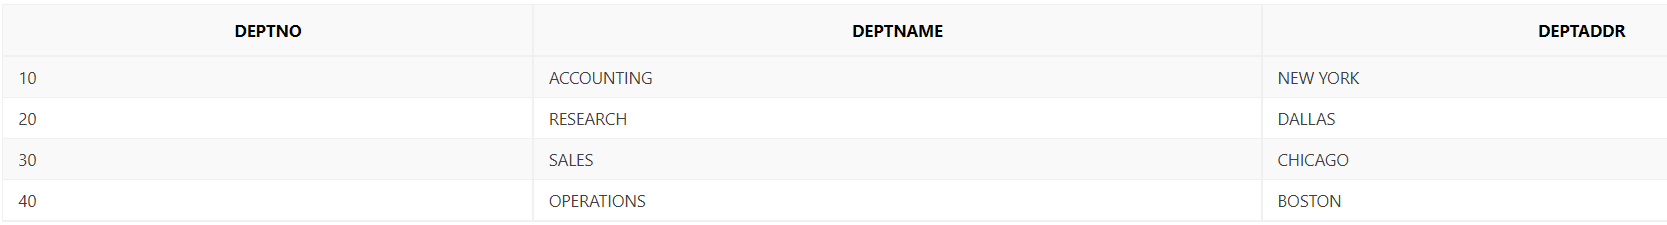 DEPTNO DEPTNAME DEPTADDR
10 ACCOUNTING NEW YORK
20 RESEARCH DALLAS
30 SALES CHICAGO
40 OPERATIONS BOSTON